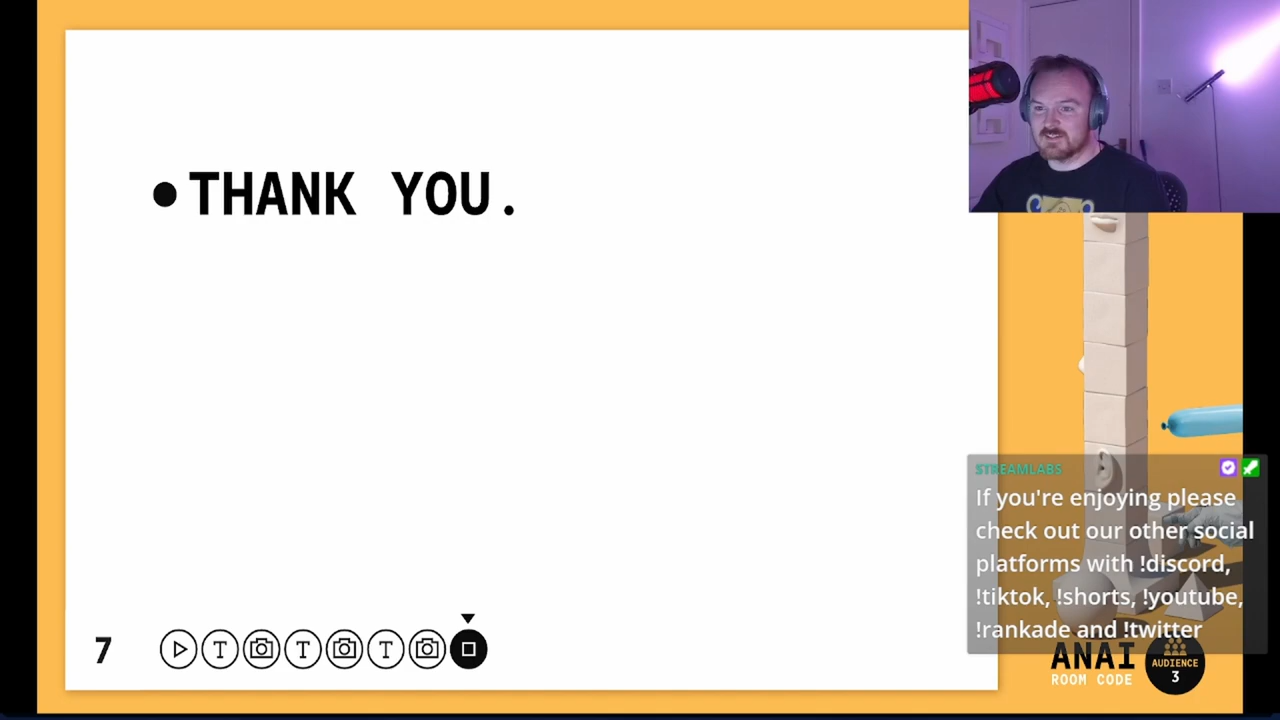 •THANK YOU.
STREAMLABS
If you're enjoying please
check out our other social
platforms with !discord,
!tiktok, !shorts, !youtube,
!rankade and !twitter
7
T
T
T
ANAI
ROOM CODE
AUDIENCE
3